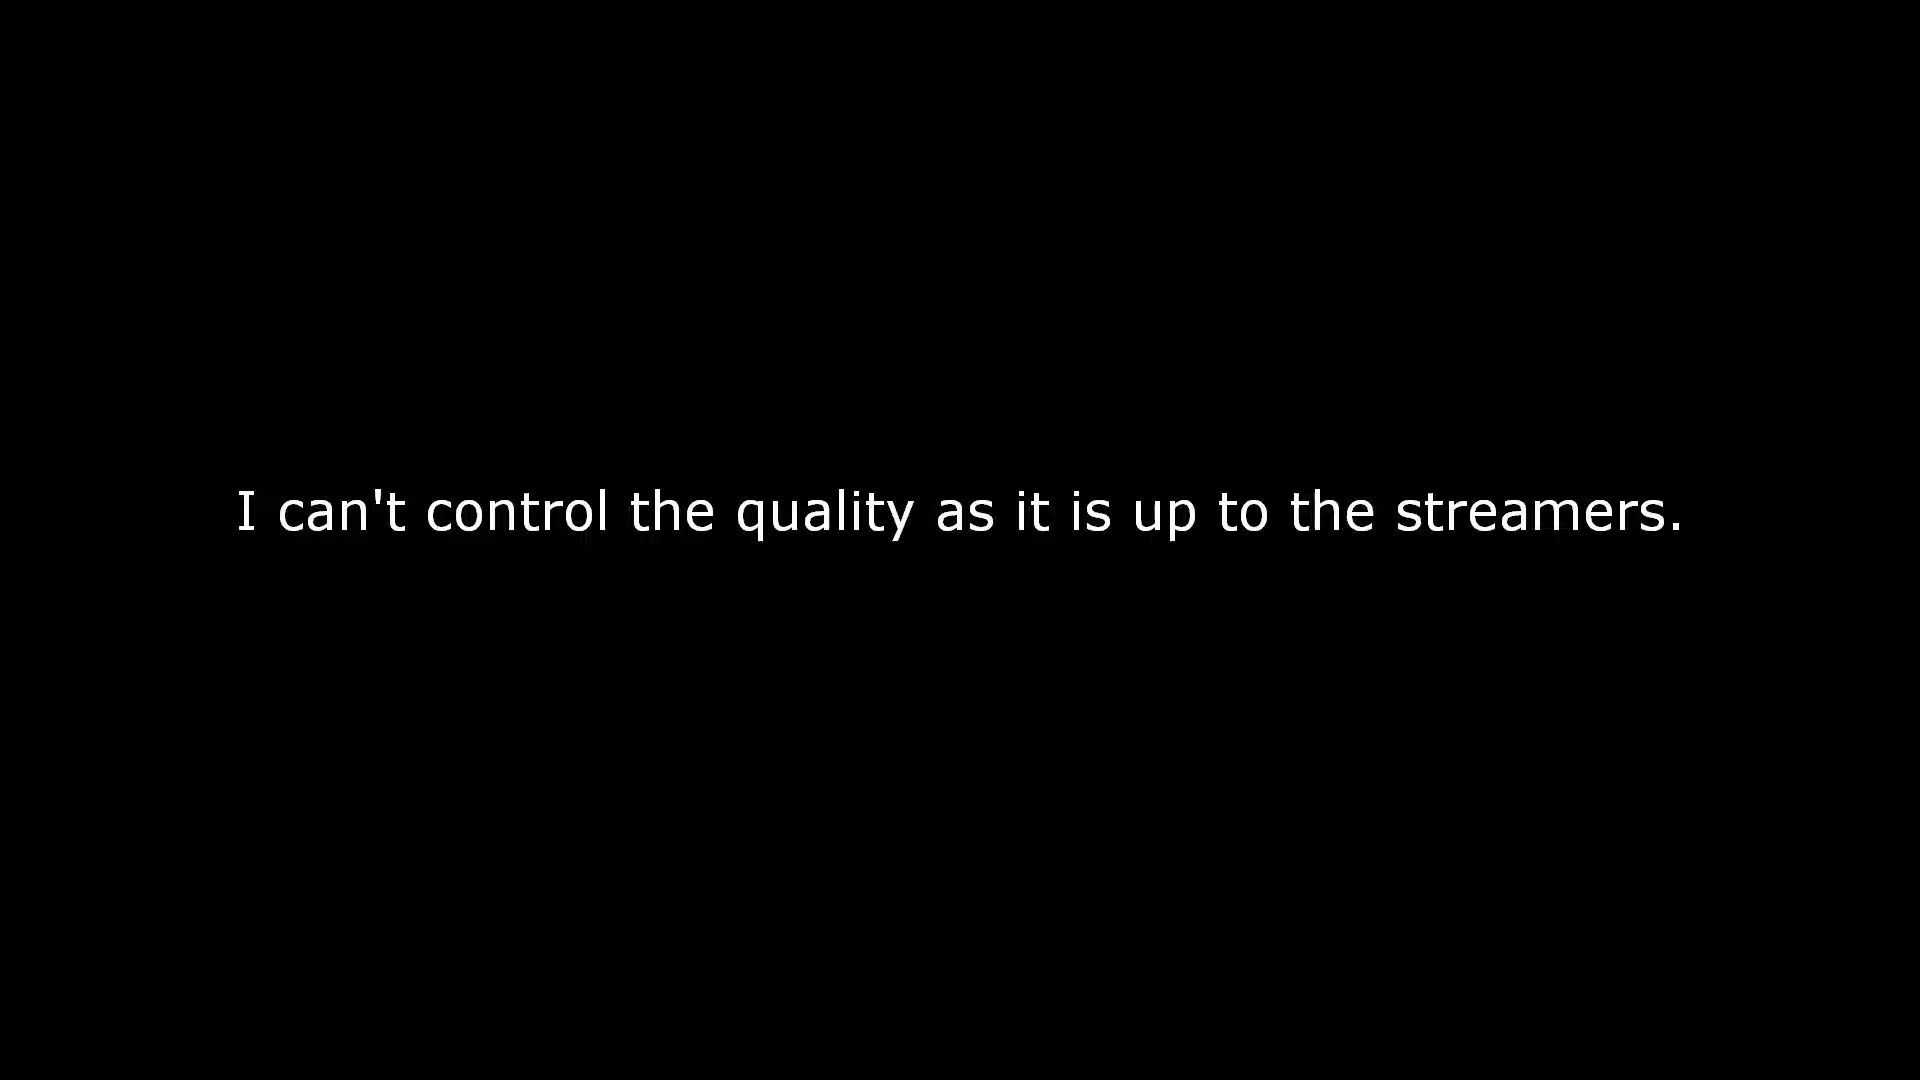 I can't control the quality as it is up to the streamers.